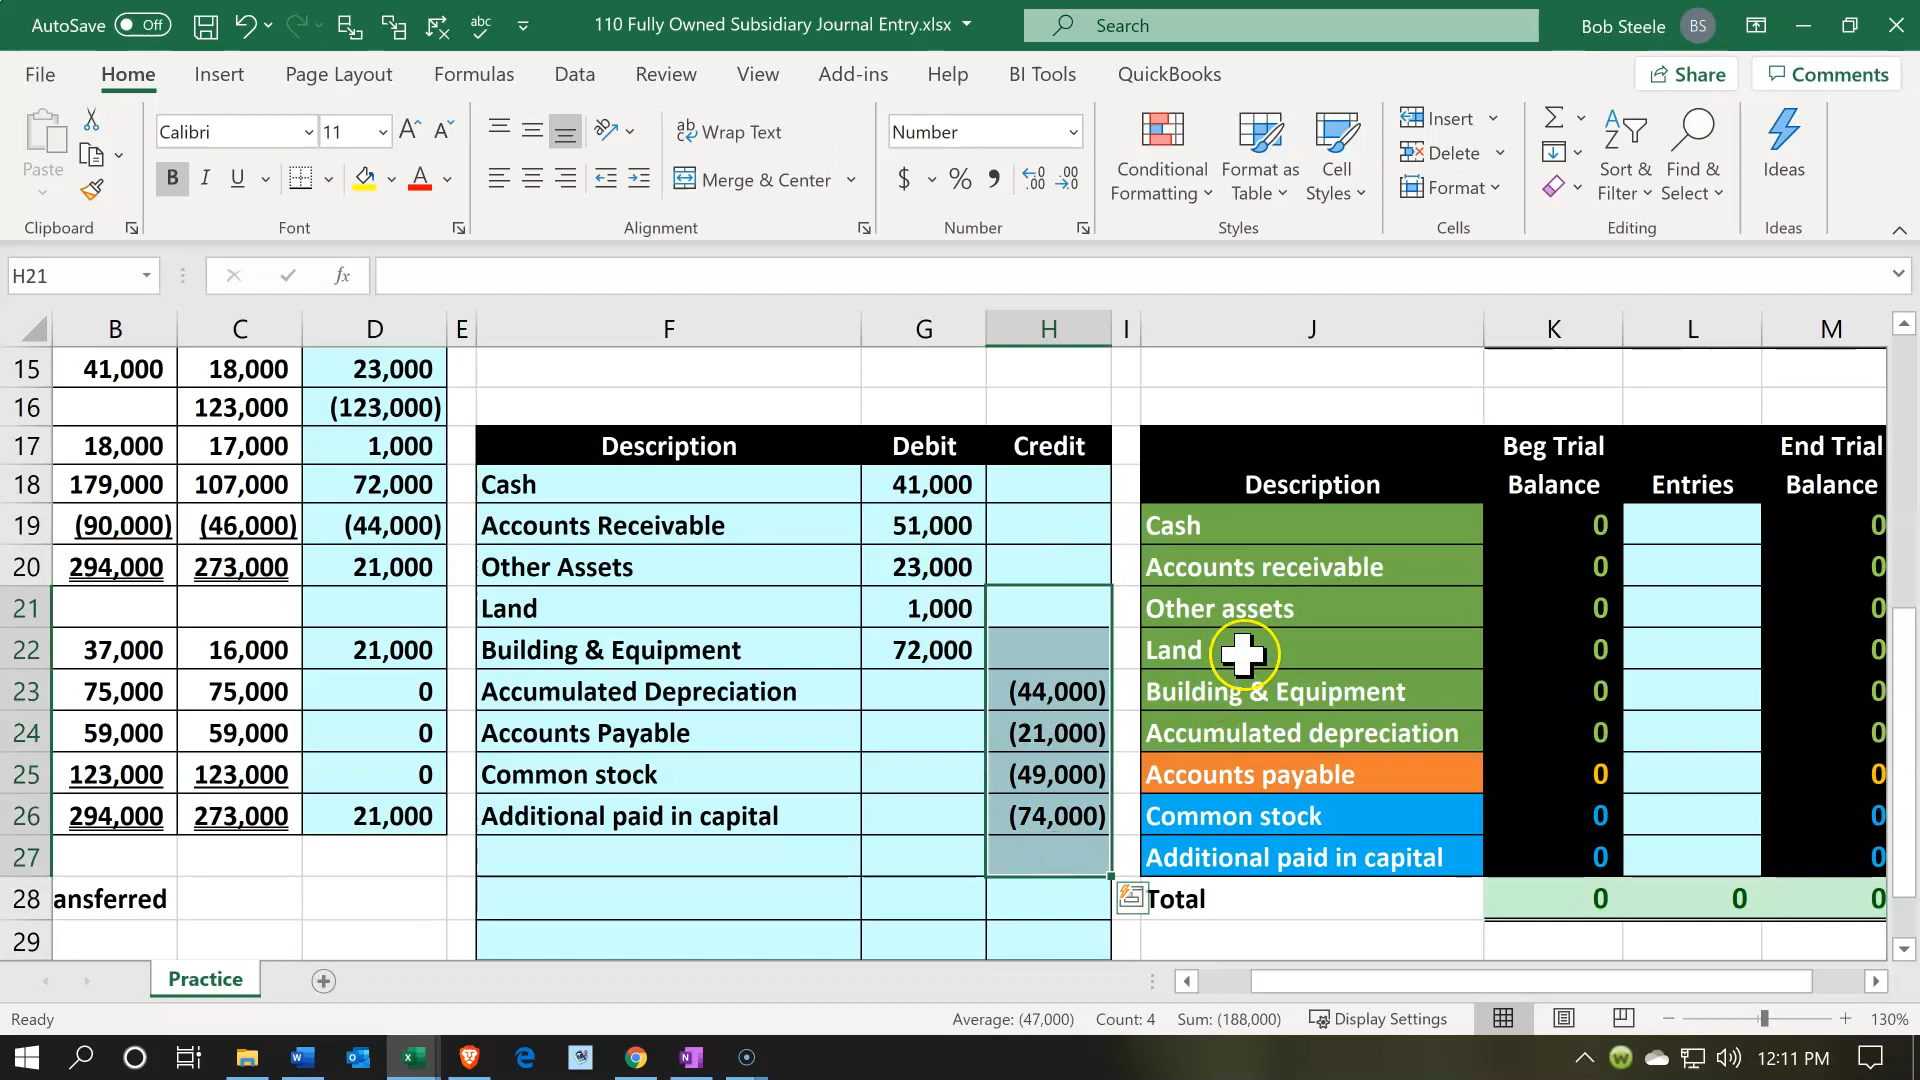 AutoSave Off 110 Fully Owned Subsidiary Journal Entry.xlsx Search Bob Steele BS
File Home Insert Page Layout Formulas Data Review View Add-ins Help BI Tools QuickBooks Share Comments
Paste Calibri 11 Wrap Text Number Conditional Formatting Format as Table Cell Styles Insert Sort & Filter Find & Select Ideas
B I U Merge & Center $ % Delete
Format
Clipboard Font Alignment Number Styles Cells Editing Ideas
H21 fx
B C D E F G H I J K L M
15 41,000 18,000 23,000
16 123,000 (123,000)
17 18,000 17,000 1,000 Description Debit Credit Beg Trial End Trial
18 179,000 107,000 72,000 Cash 41,000 Description Balance Entries Balance
19 (90,000) (46,000) (44,000) Accounts Receivable 51,000 Cash 0 0
20 294,000 273,000 21,000 Other Assets 23,000 Accounts receivable 0 0
21 Land 1,000 Other assets 0 0
22 37,000 16,000 21,000 Building & Equipment 72,000 Land 0 0
23 75,000 75,000 0 Accumulated Depreciation (44,000) Building & Equipment 0 0
24 59,000 59,000 0 Accounts Payable (21,000) Accumulated depreciation 0 0
25 123,000 123,000 0 Common stock (49,000) Accounts payable 0 0
26 294,000 273,000 21,000 Additional paid in capital (74,000) Common stock 0 0
27 Additional paid in capital 0 0
28 ansferred Total 0 0 0
29
Practice
Ready Average: (47,000) Count: 4 Sum: (188,000) Display Settings 130%
12:11 PM